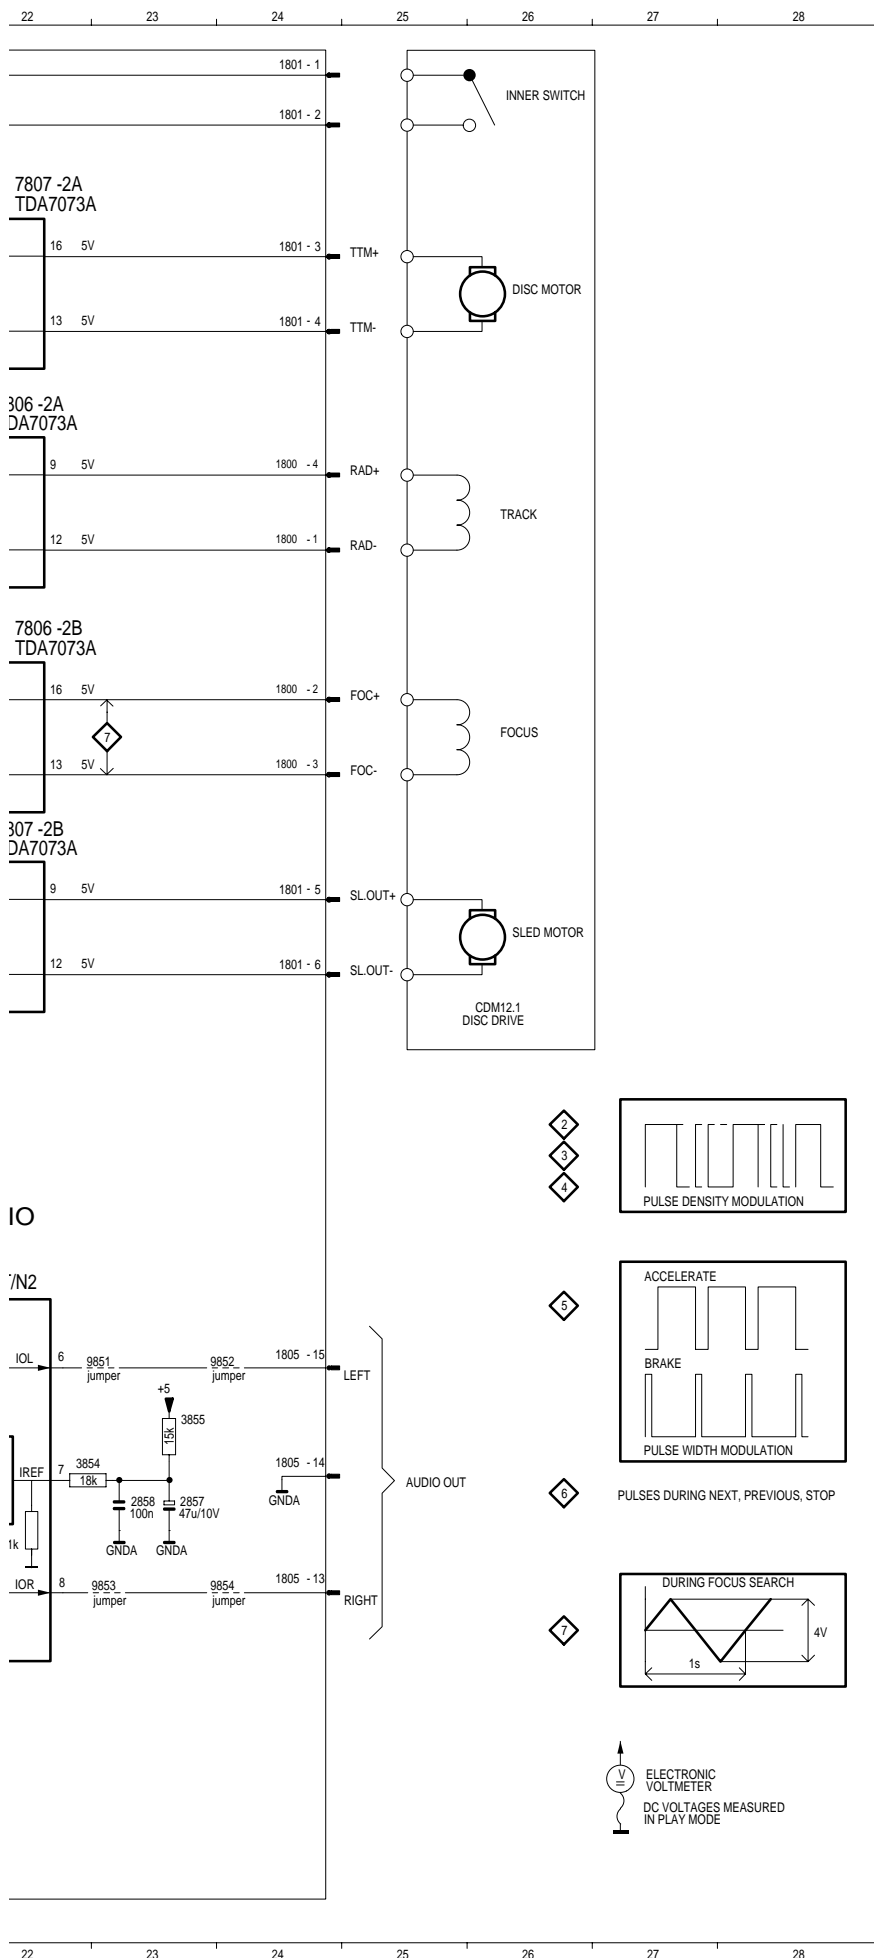 22 23 24 25 26 27 28
1801 - 1
INNER SWITCH
1801 - 2
7807 -2A
TDA7073A
16 5V 1801 - 3 TTM+
DISC MOTOR
13 5V 1801 - 4 TTM-
806 -2A
DA7073A
9 5V 1800 - 4 RAD+
TRACK
12 5V 1800 - 1 RAD-
7806 -2B
TDA7073A
16 5V 1800 - 2 FOC+
7 FOCUS
13 5V 1800 - 3 FOC-
807 -2B
DA7073A
9 5V 1801 - 5 SL.OUT+
SLED MOTOR
12 5V 1801 - 6 SL.OUT-
CDM12.1
DISC DRIVE
2
3
4
PULSE DENSITY MODULATION
IO
T/N2
ACCELERATE
5
BRAKE
PULSE WIDTH MODULATION
IOL 6 9851 jumper 9852 jumper 1805 - 15 LEFT
+5
3855
15k
IREF 7 3854 18k
1805 - 14
GNDA
AUDIO OUT
2858
100n
2857
47u/10V
GNDA GNDA
1k
6 PULSES DURING NEXT, PREVIOUS, STOP
IOR 8 9853 jumper 9854 jumper 1805 - 13 RIGHT
DURING FOCUS SEARCH
7
4V
1s
V
ELECTRONIC
VOLTMETER
DC VOLTAGES MEASURED
IN PLAY MODE
22 23 24 25 26 27 28